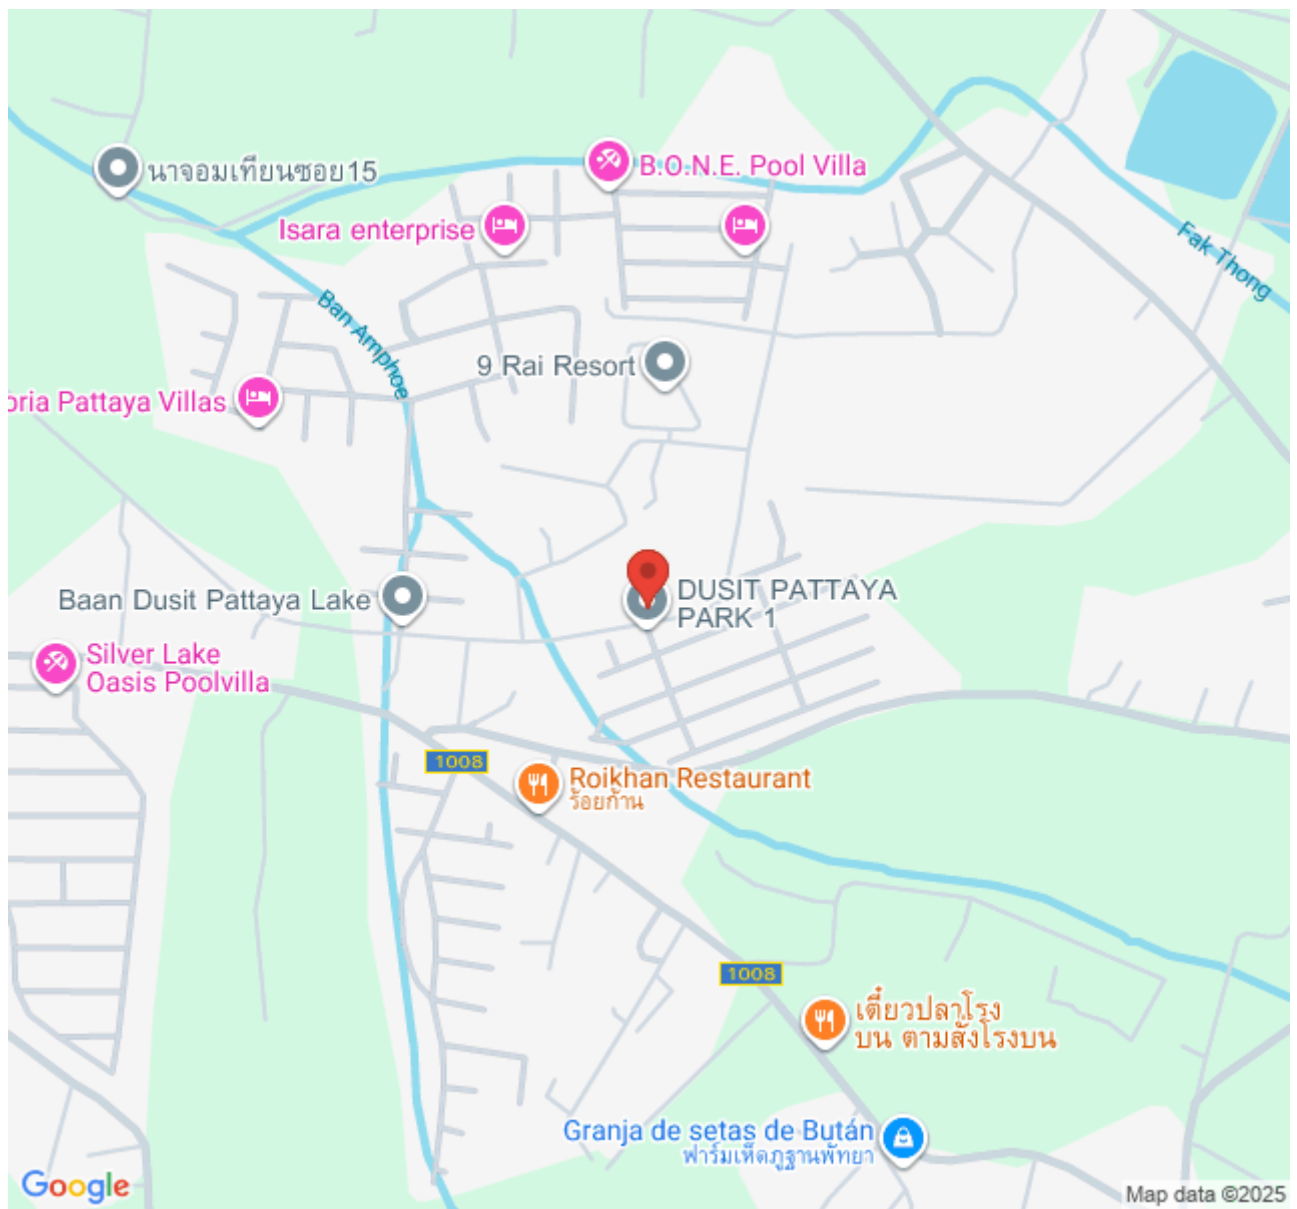 B.O.N.E. Pool Villa
นาจอมเทียนซอย15
Isara enterprise
Fak Thong
Ban Amphoe
9 Rai Resort
oria Pattaya Villas
DUSIT PATTAYA
PARK 1
Baan Dusit Pattaya Lake
Silver Lake
Oasis Poolvilla
1008
Roikhan Restaurant
ร้อยก้าน
1008
เตี๋ยวปลาโรง
บน ตามสั่งโรงบน
Granja de setas de Bután
ฟาร์มเห็ดภูฐานพัทยา
Google
Map data ©2025